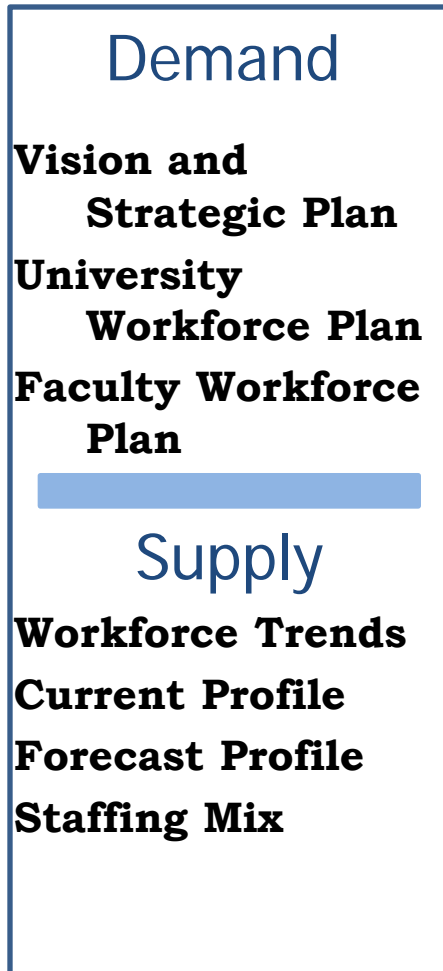 Demand
Vision and
Strategic Plan
University
Workforce Plan
Faculty Workforce
Plan
Supply
Workforce Trends
Current Profile
Forecast Profile
Staffing Mix